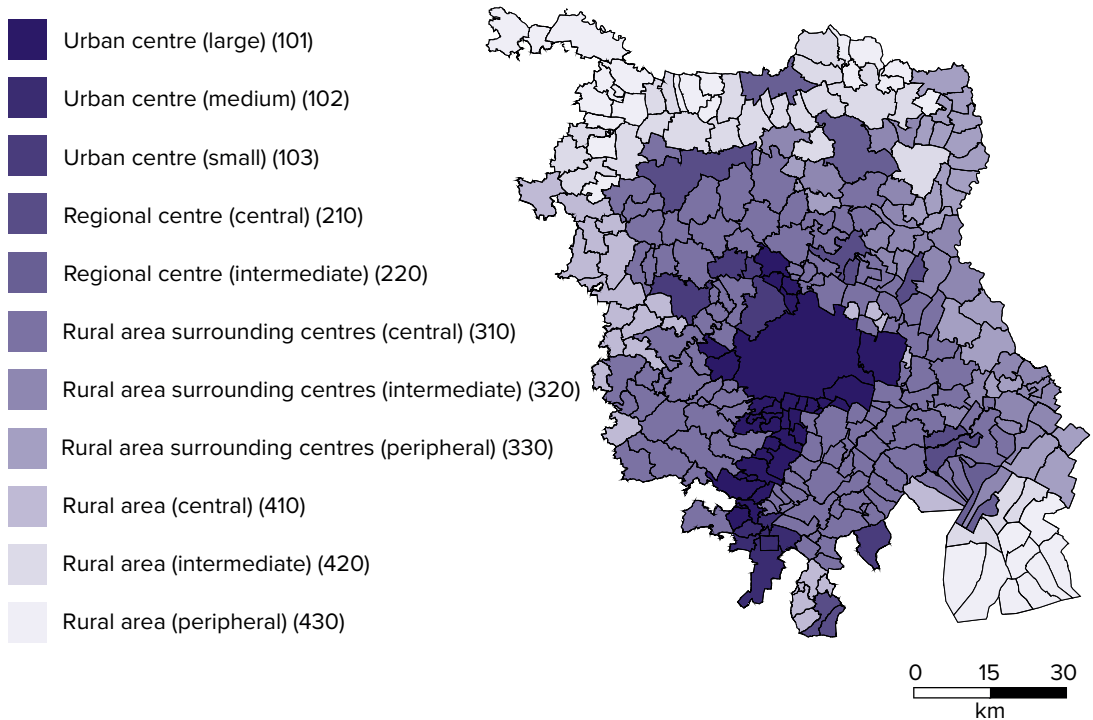 Urban centre (large) (101)
Urban centre (medium) (102)
Urban centre (small) (103)
Regional centre (central) (210)
Regional centre (intermediate) (220)
Rural area surrounding centres (central) (310)
Rural area surrounding centres (intermediate) (320)
Rural area surrounding centres (peripheral) (330)
Rural area (central) (410)
Rural area (intermediate) (420)
Rural area (peripheral) (430)
0 15 30
km